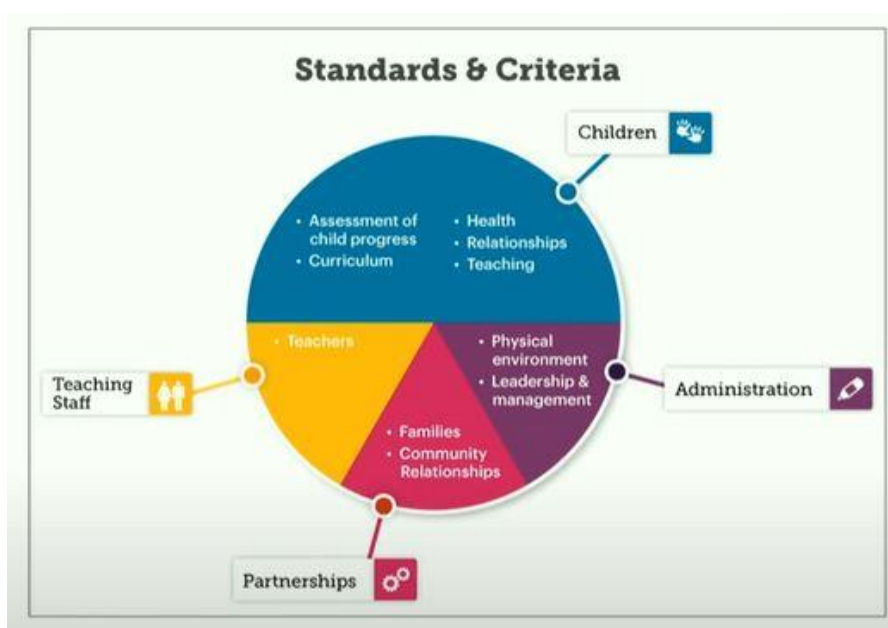 Standards & Criteria
Children
• Assessment of
child progress
• Curriculum
• Health
• Relationships
• Teaching
• Teachers
• Physical
environment
• Leadership &
management
Teaching
Staff
Administration
• Families
• Community
Relationships
Partnerships